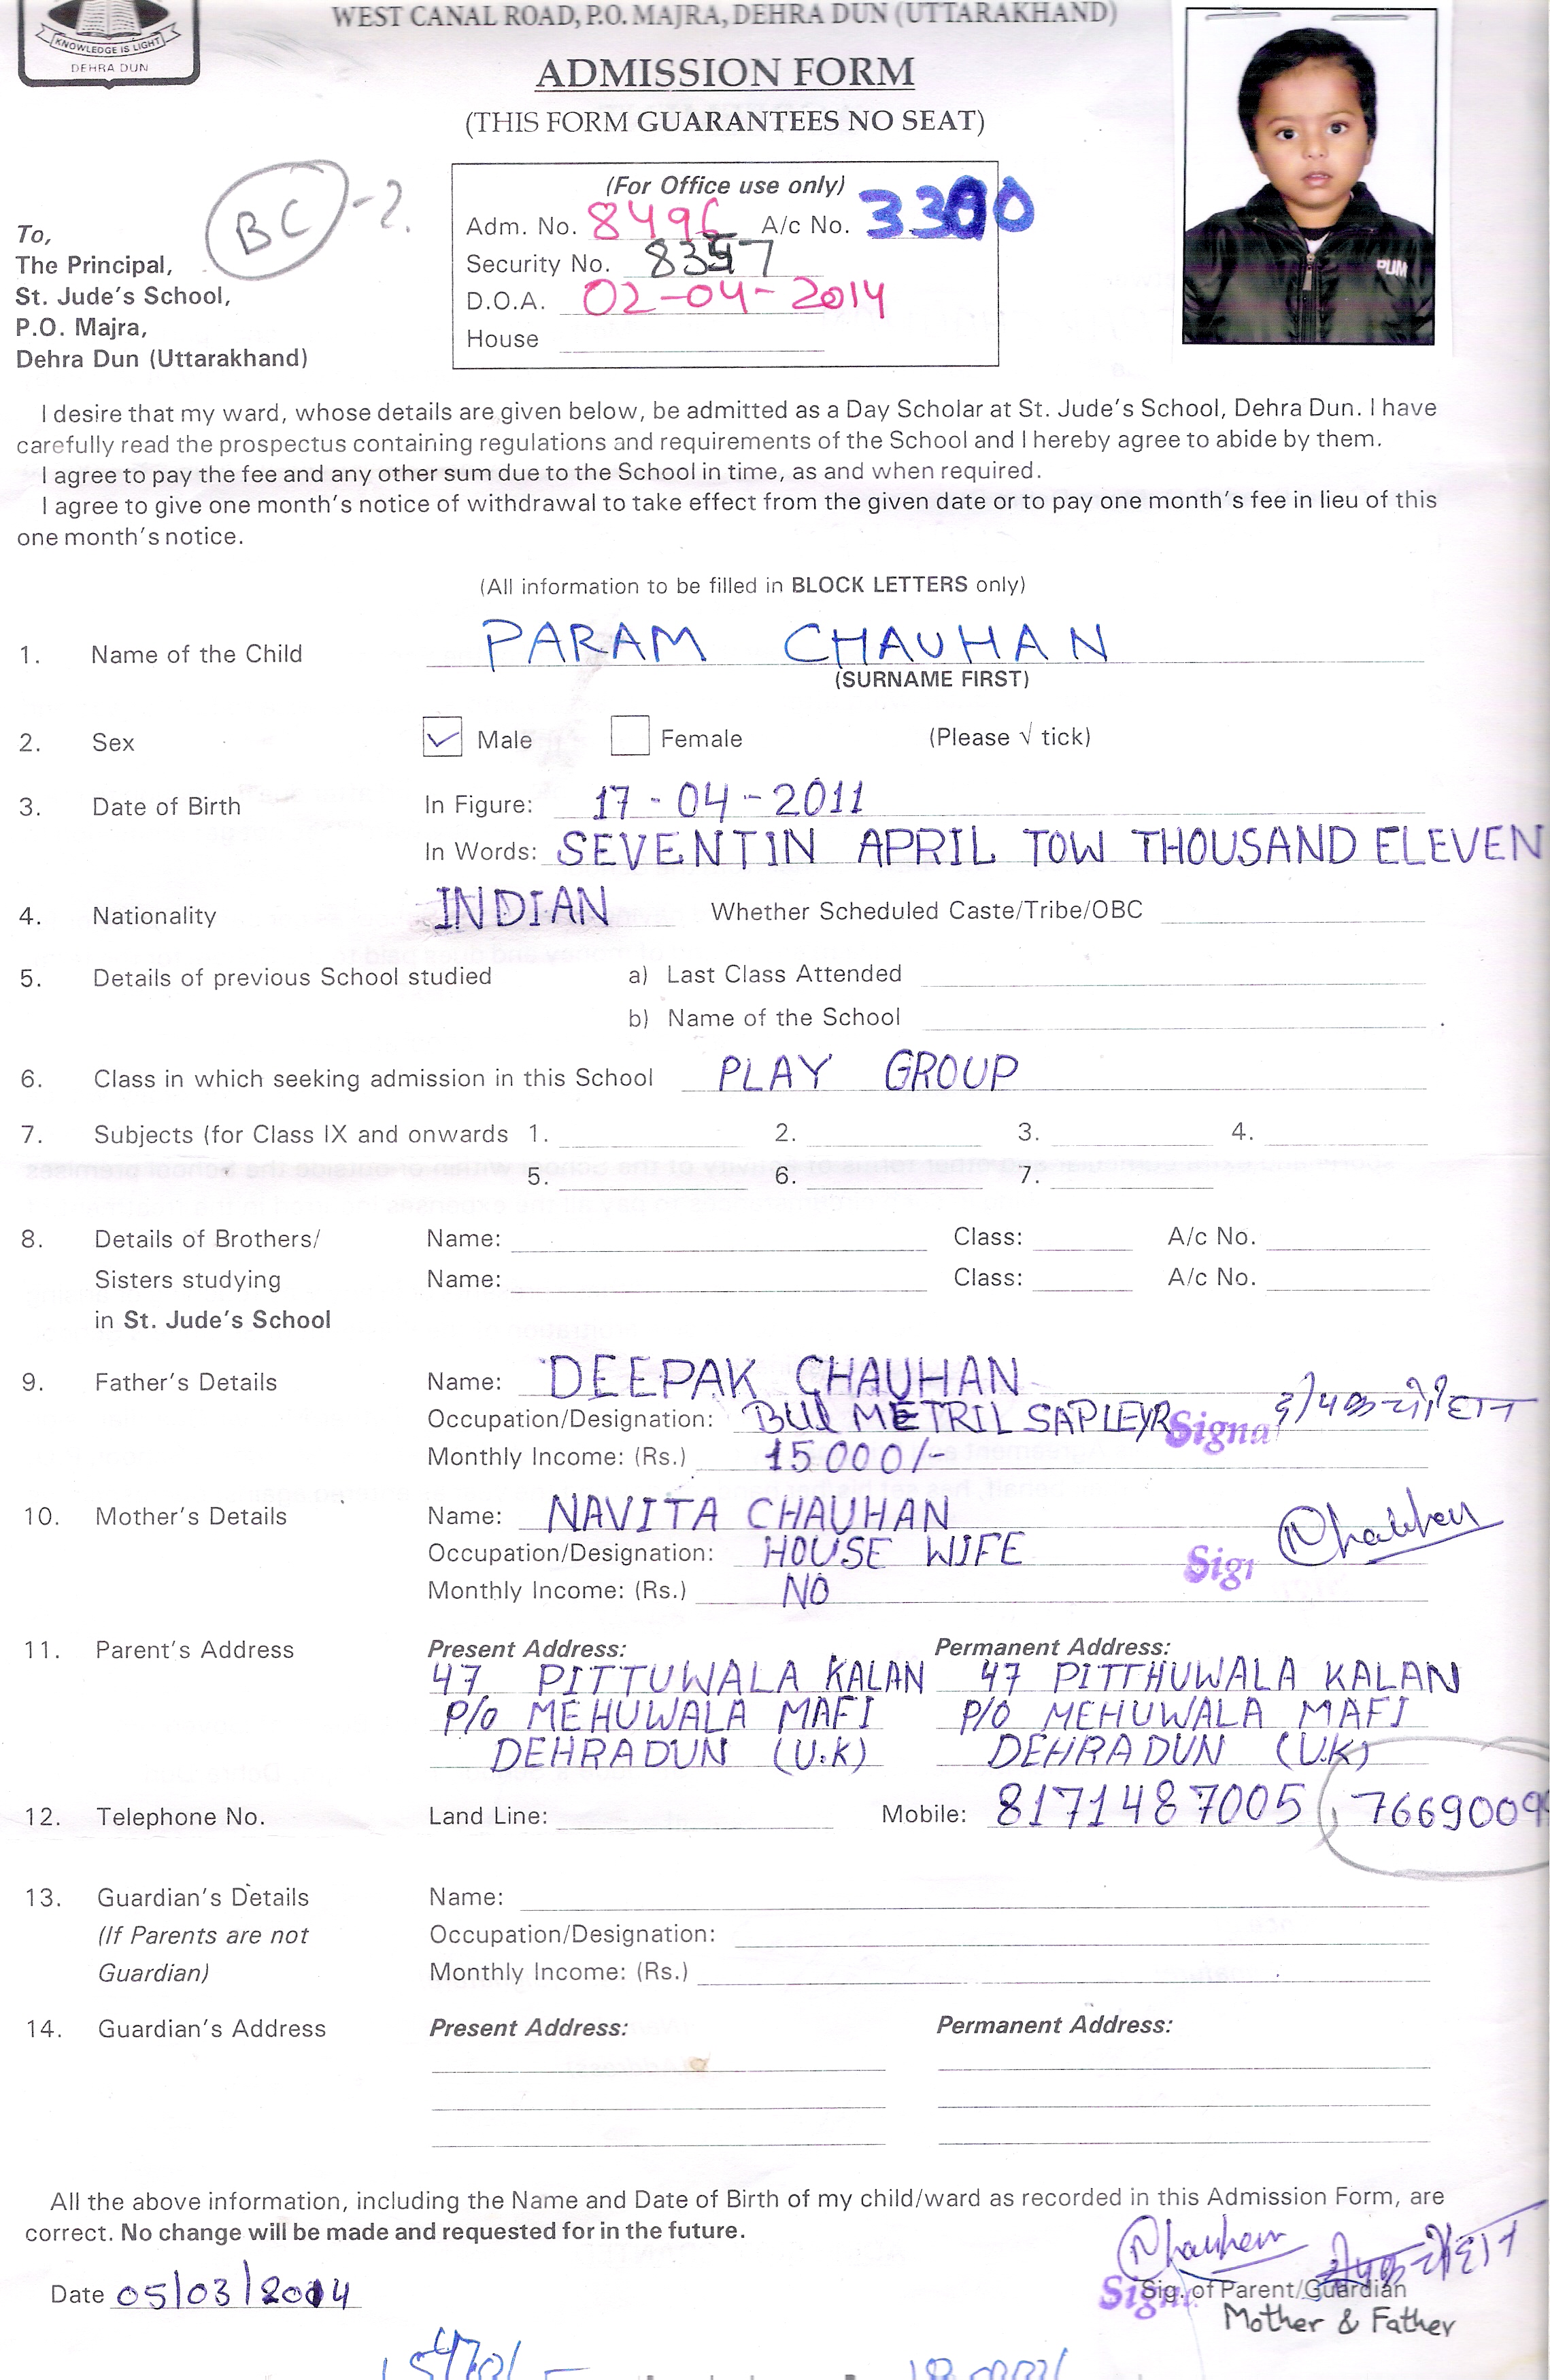 WEST CANAL ROAD, P.O. MAJRA, DEHRA DUN (UTTARAKHAND)
KNOWLEDGE IS LIGHT
DEHRA DUN
ADMISSION FORM
(THIS FORM GUARANTEES NO SEAT)
BC -2.
(For Office use only)
Adm. No. 8496 A/c No. 3300
Security No. 8357
D.O.A. 02-04-2014
House
To,
The Principal,
St. Jude's School,
P.O. Majra,
Dehra Dun (Uttarakhand)
PUM
I desire that my ward, whose details are given below, be admitted as a Day Scholar at St. Jude's School, Dehra Dun. I have
carefully read the prospectus containing regulations and requirements of the School and I hereby agree to abide by them.
I agree to pay the fee and any other sum due to the School in time, as and when required.
I agree to give one month's notice of withdrawal to take effect from the given date or to pay one month's fee in lieu of this
one month's notice.
(All information to be filled in BLOCK LETTERS only)
1. Name of the Child PARAM CHAUHAN
(SURNAME FIRST)
2. Sex Male Female (Please √ tick)
3. Date of Birth In Figure: 17-04-2011
In Words: SEVENTIN APRIL TOW THOUSAND ELEVEN
4. Nationality INDIAN Whether Scheduled Caste/Tribe/OBC
5. Details of previous School studied a) Last Class Attended
b) Name of the School
6. Class in which seeking admission in this School PLAY GROUP
7. Subjects (for Class IX and onwards 1. 2. 3. 4.
5. 6. 7.
8. Details of Brothers/ Name: Class: A/c No.
Sisters studying Name: Class: A/c No.
in St. Jude's School
9. Father's Details Name: DEEPAK CHAUHAN
Occupation/Designation: METRIL SAPLEYR Signa दीपक चौहान
Monthly Income: (Rs.) 15000/-
10. Mother's Details Name: NAVITA CHAUHAN
Occupation/Designation: HOUSE WIFE Sign NChauhan
Monthly Income: (Rs.) NO
11. Parent's Address Present Address: Permanent Address:
47 PITTUWALA KALAN 47 PITTHUWALA KALAN
P/O MEHUWALA MAFI P/O MEHUWALA MAFI
DEHRADUN (U.K) DEHRADUN (U.K)
12. Telephone No. Land Line: Mobile: 8171487005, 7669009
13. Guardian's Details Name:
(If Parents are not Occupation/Designation:
Guardian) Monthly Income: (Rs.)
14. Guardian's Address Present Address: Permanent Address:
All the above information, including the Name and Date of Birth of my child/ward as recorded in this Admission Form, are
correct. No change will be made and requested for in the future.
NChauhan दीपक चौहान
Date 05/03/2014 Sign Sig. of Parent/Guardian
Mother & Father